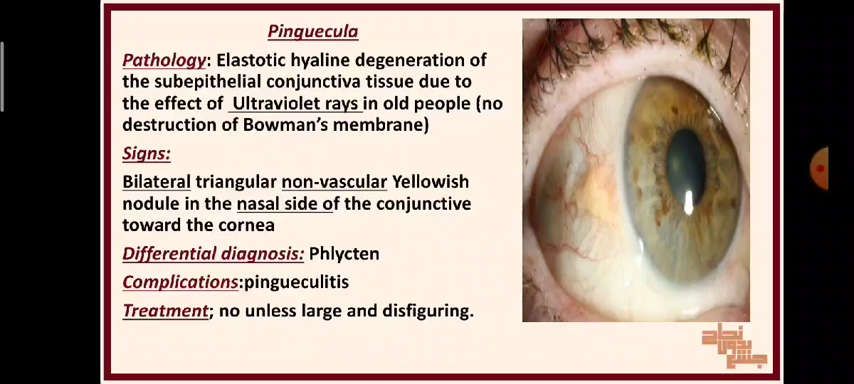 Pinguecula
Pathology: Elastotic hyaline degeneration of
the subepithelial conjunctiva tissue due to
the effect of Ultraviolet rays in old people (no
destruction of Bowman's membrane)
Signs:
Bilateral triangular non-vascular Yellowish
nodule in the nasal side of the conjunctive
toward the cornea
Differential diagnosis: Phlycten
Complications:pingueculitis
Treatment; no unless large and disfiguring.